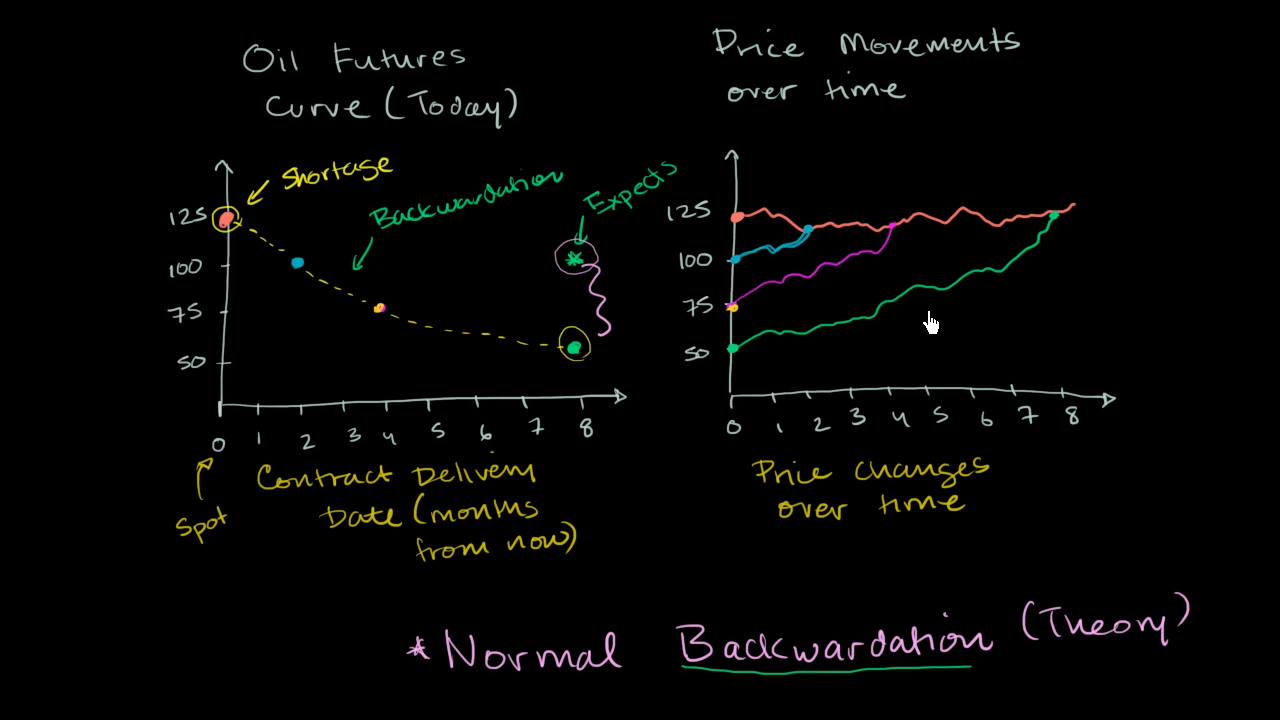 Oil Futures
Curve (Today)
Shortage
Backwardation
Expects
125
100
75
50
0 1 2 3 4 5 6 7 8
Spot
Contract Delivery
Date (months
from now)
Price Movements
over time
125
100
75
50
0 1 2 3 4 5 6 7 8
Price changes
over time
* Normal Backwardation (Theory)